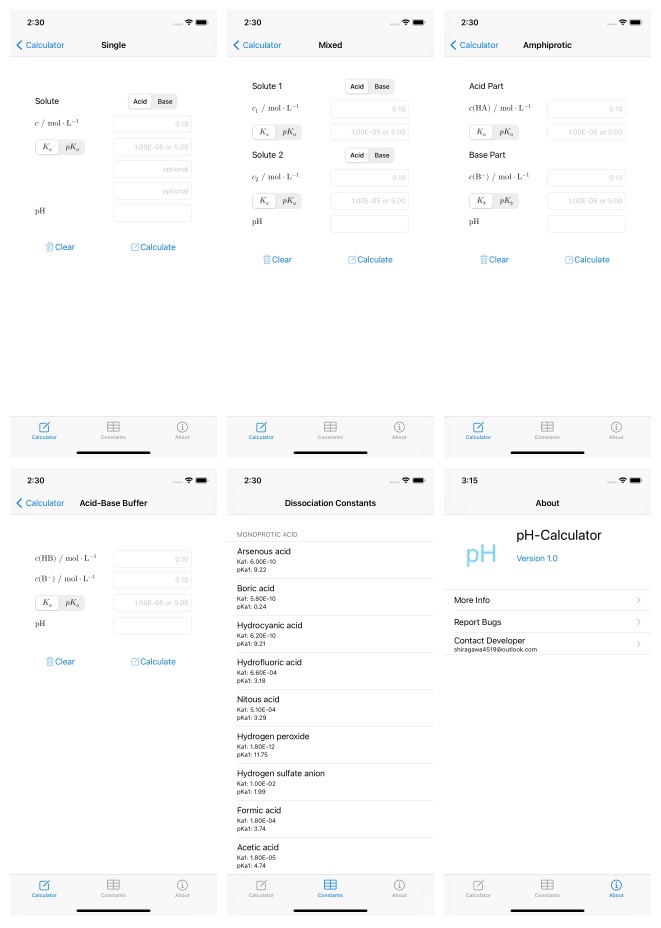 2:30
Calculator
Single
Solute
Acid
Base
c / mol · L⁻¹
0.10
Kₐ
pKₐ
1.00E-05 or 5.00
optional
optional
pH
Clear
Calculate
Calculator
Constants
About
2:30
Calculator
Mixed
Solute 1
Acid
Base
c₁ / mol · L⁻¹
0.10
Kₐ
pKₐ
1.00E-05 or 5.00
Solute 2
Acid
Base
c₂ / mol · L⁻¹
0.10
Kₐ
pKₐ
1.00E-05 or 5.00
pH
Clear
Calculate
Calculator
Constants
About
2:30
Calculator
Amphiprotic
Acid Part
c(HA) / mol · L⁻¹
0.10
Kₐ
pKₐ
1.00E-05 or 5.00
Base Part
c(B⁻) / mol · L⁻¹
0.10
K_b
pK_b
1.00E-05 or 5.00
pH
Clear
Calculate
Calculator
Constants
About
2:30
Calculator
Acid-Base Buffer
c(HB) / mol · L⁻¹
0.10
c(B⁻) / mol · L⁻¹
0.10
Kₐ
pKₐ
1.00E-05 or 5.00
pH
Clear
Calculate
Calculator
Constants
About
2:30
Dissociation Constants
MONOPROTIC ACID
Arsenous acid
Ka1: 6.00E-10
pKa1: 9.22
Boric acid
Ka1: 5.80E-10
pKa1: 0.24
Hydrocyanic acid
Ka1: 6.20E-10
pKa1: 9.21
Hydrofluoric acid
Ka1: 6.60E-04
pKa1: 3.18
Nitous acid
Ka1: 5.10E-04
pKa1: 3.29
Hydrogen peroxide
Ka1: 1.80E-12
pKa1: 11.75
Hydrogen sulfate anion
Ka1: 1.00E-02
pKa1: 1.99
Formic acid
Ka1: 1.80E-04
pKa1: 3.74
Acetic acid
Ka1: 1.80E-05
pKa1: 4.74
Calculator
Constants
About
3:15
About
pH
pH-Calculator
Version 1.0
More Info
Report Bugs
Contact Developer
shiragawa4519@outlook.com
Calculator
Constants
About